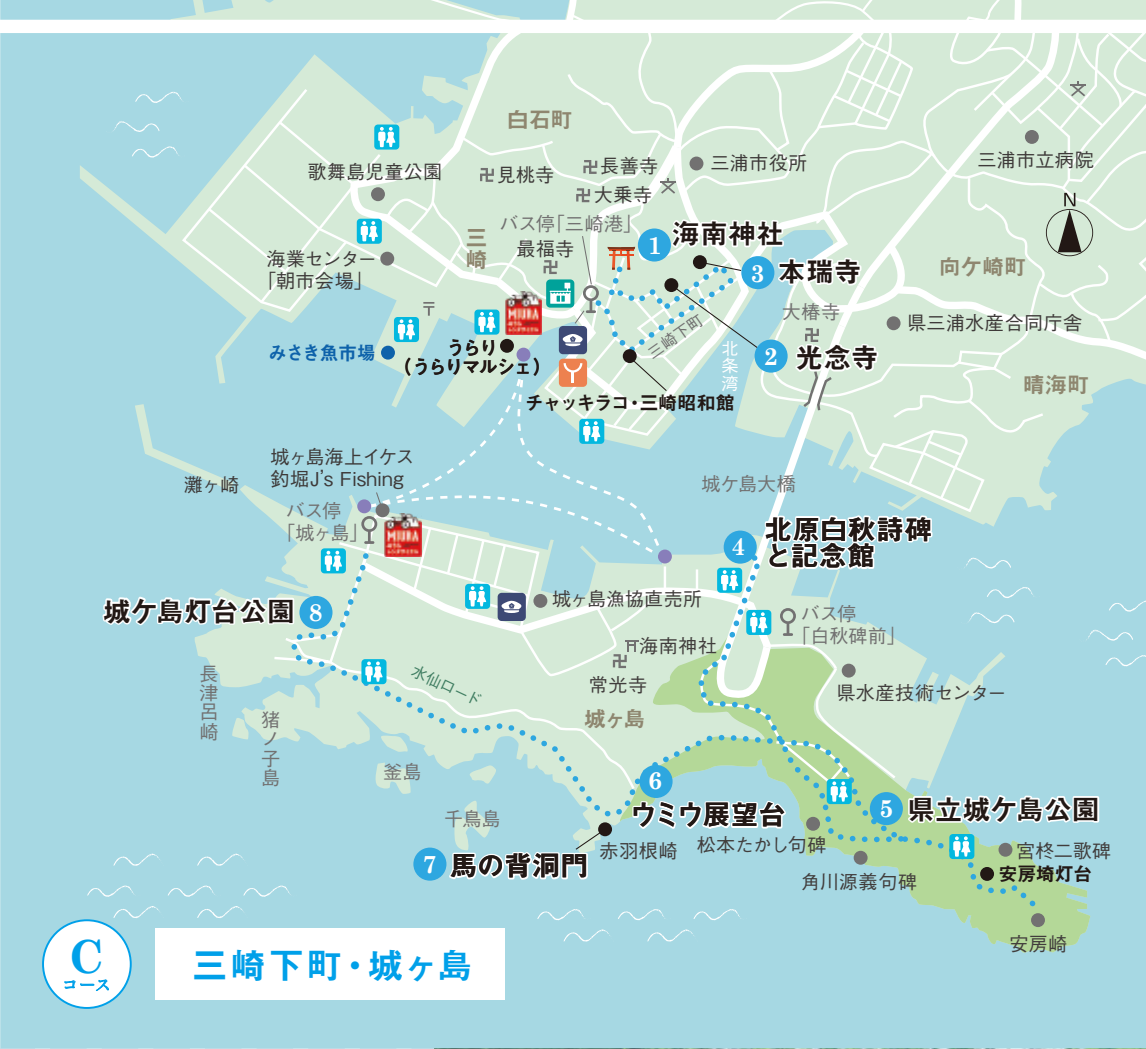 白石町
文
三浦市立病院
歌舞島児童公園
卍見桃寺
卍長善寺
三浦市役所
卍大乗寺
文
N
バス停「三崎港」
三崎
最福寺
卍
1
海南神社
海業センター
「朝市会場」
3
本瑞寺
向ケ崎町
〒
MIURA
大椿寺
卍
県三浦水産合同庁舎
三崎下町
北条湾
みさき魚市場
うらり
(うらりマルシェ)
2
光念寺
晴海町
チャッキラコ・三崎昭和館
城ヶ島海上イケス
釣堀J's Fishing
灘ヶ崎
城ケ島大橋
バス停
「城ヶ島」
MIURA
4
北原白秋詩碑
と記念館
城ケ島灯台公園
8
城ヶ島漁協直売所
バス停
「白秋碑前」
海南神社
卍
常光寺
長津呂崎
水仙ロード
県水産技術センター
猪ノ子島
城ヶ島
釜島
6
ウミウ展望台
5
県立城ケ島公園
千鳥島
赤羽根崎
松本たかし句碑
7
馬の背洞門
宮柊二歌碑
安房埼灯台
角川源義句碑
安房崎
C
コース
三崎下町・城ヶ島